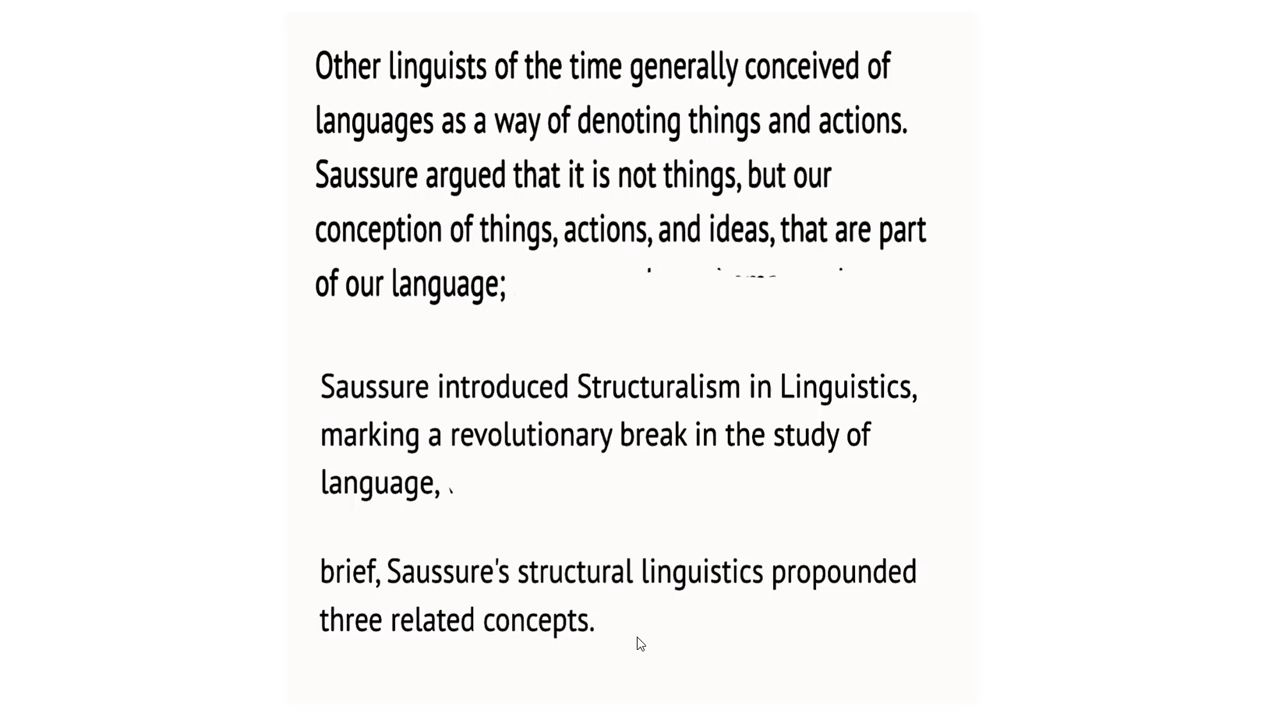 Other linguists of the time generally conceived of
languages as a way of denoting things and actions.
Saussure argued that it is not things, but our
conception of things, actions, and ideas, that are part
of our language;
Saussure introduced Structuralism in Linguistics,
marking a revolutionary break in the study of
language,
brief, Saussure's structural linguistics propounded
three related concepts.